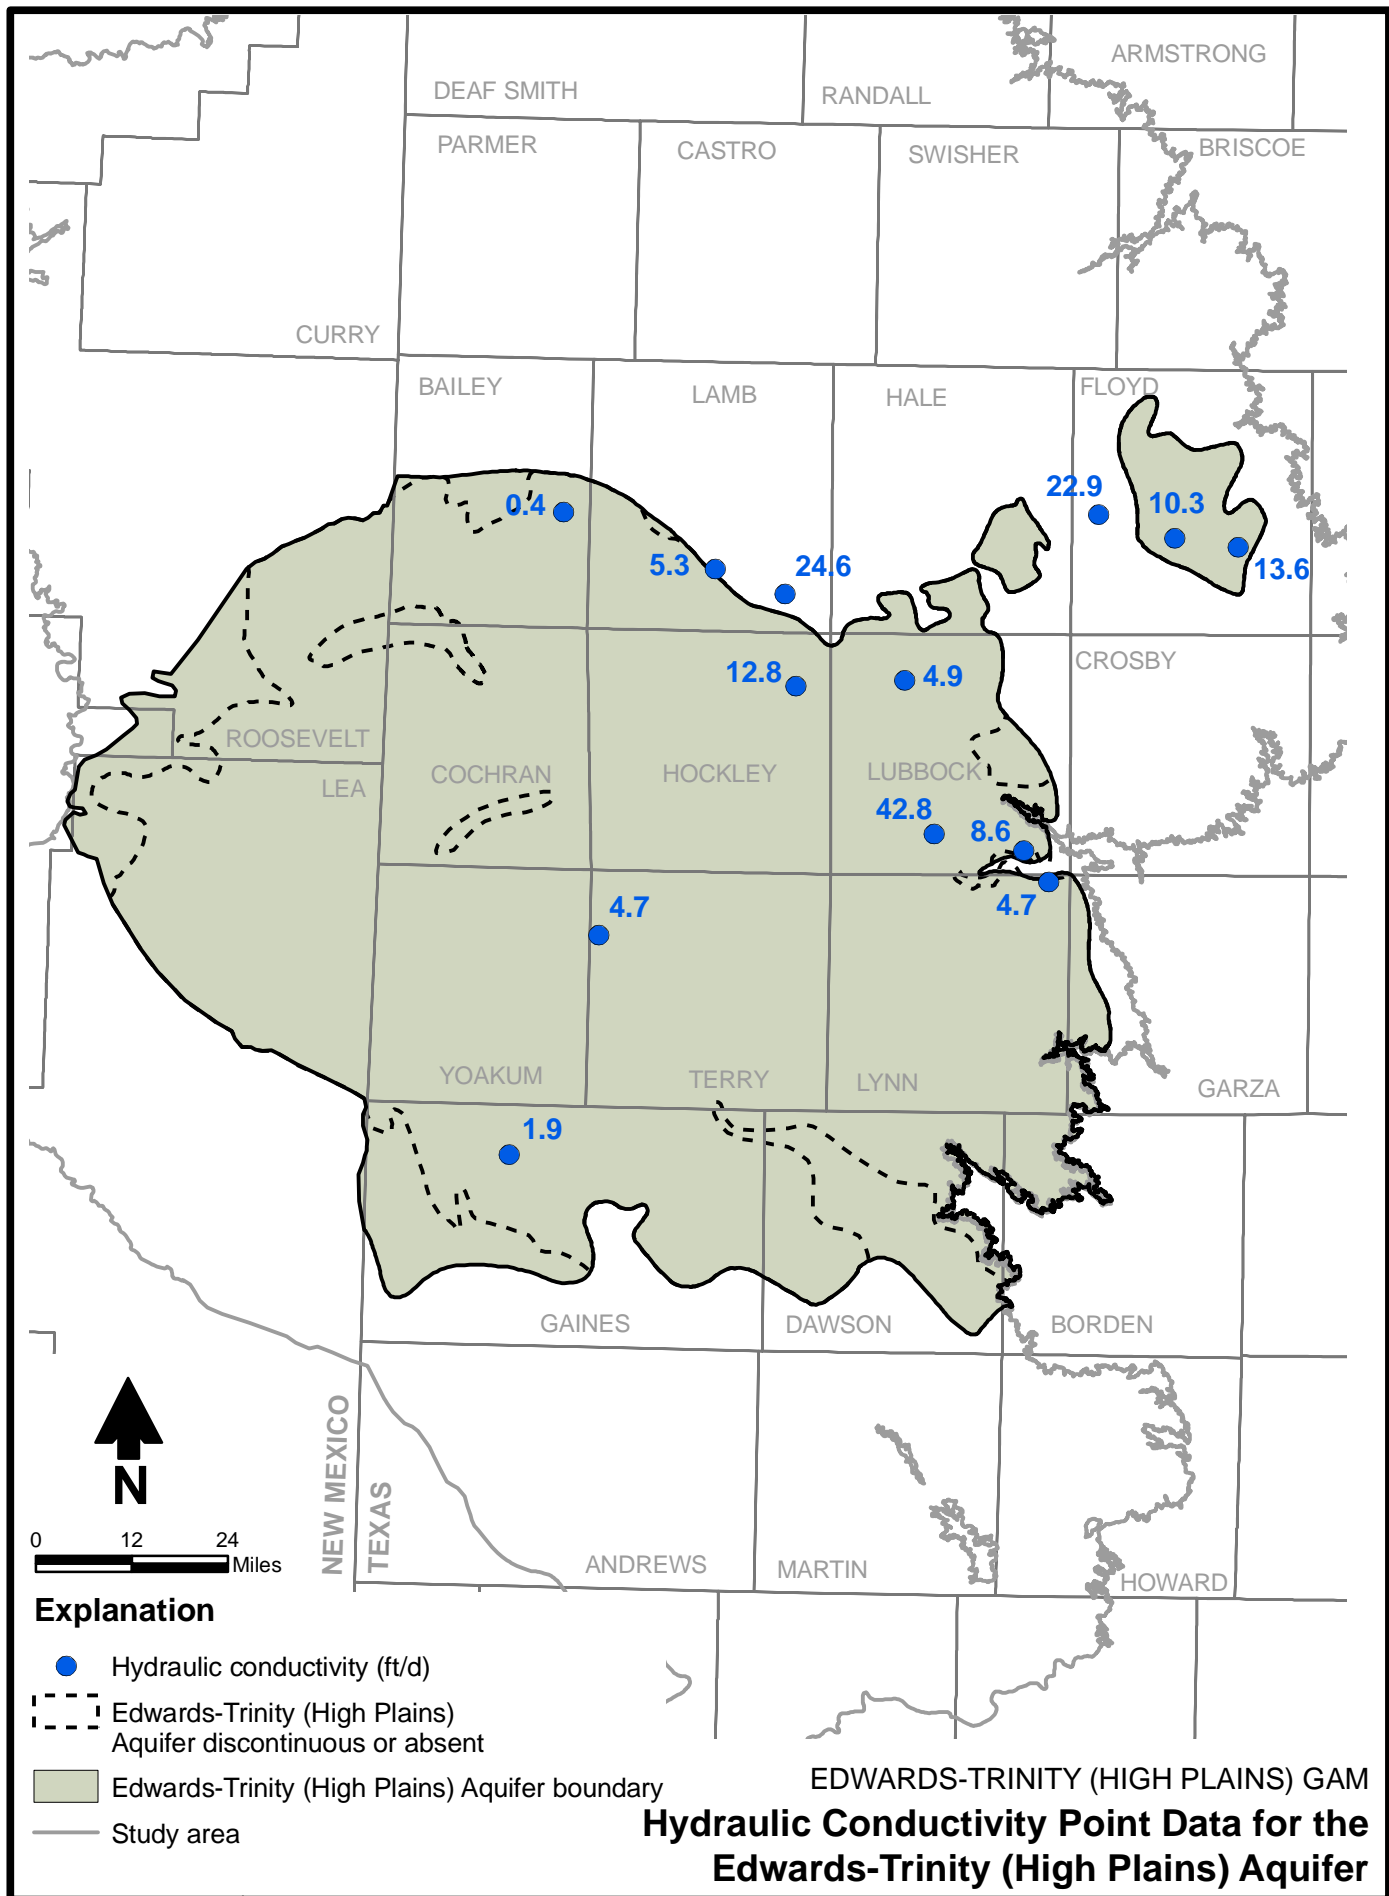 ARMSTRONG
DEAF SMITH
RANDALL
PARMER
CASTRO
SWISHER
BRISCOE
CURRY
BAILEY
LAMB
HALE
FLOYD
0.4
22.9
10.3
5.3
24.6
13.6
12.8
4.9
CROSBY
ROOSEVELT
LEA
COCHRAN
HOCKLEY
LUBBOCK
42.8
8.6
4.7
4.7
YOAKUM
TERRY
LYNN
GARZA
1.9
GAINES
DAWSON
BORDEN
NEW MEXICO
TEXAS
N
0 12 24
Miles
ANDREWS
MARTIN
HOWARD
Explanation
Hydraulic conductivity (ft/d)
Edwards-Trinity (High Plains)
Aquifer discontinuous or absent
Edwards-Trinity (High Plains) Aquifer boundary
Study area
EDWARDS-TRINITY (HIGH PLAINS) GAM
Hydraulic Conductivity Point Data for the
Edwards-Trinity (High Plains) Aquifer